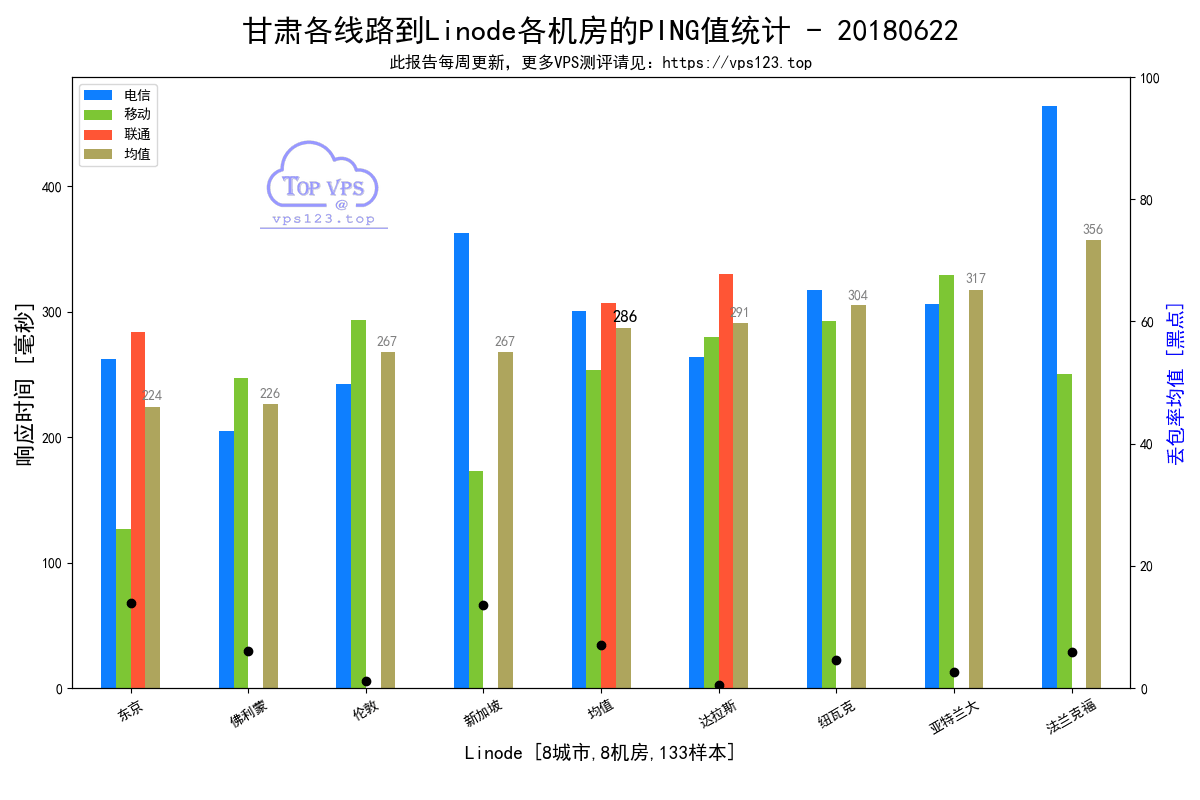 甘肃各线路到Linode各机房的PING值统计 - 20180622
此报告每周更新，更多VPS测评请见：https://vps123.top
电信
移动
联通
均值
TOP VPS
@
vps123.top
响应时间 [毫秒]
400
300
200
100
0
100
80
60
40
20
0
丢包率均值 [黑点]
224
226
267
267
286
291
304
317
356
东京
佛利蒙
伦敦
新加坡
均值
达拉斯
纽瓦克
亚特兰大
法兰克福
Linode [8城市,8机房,133样本]